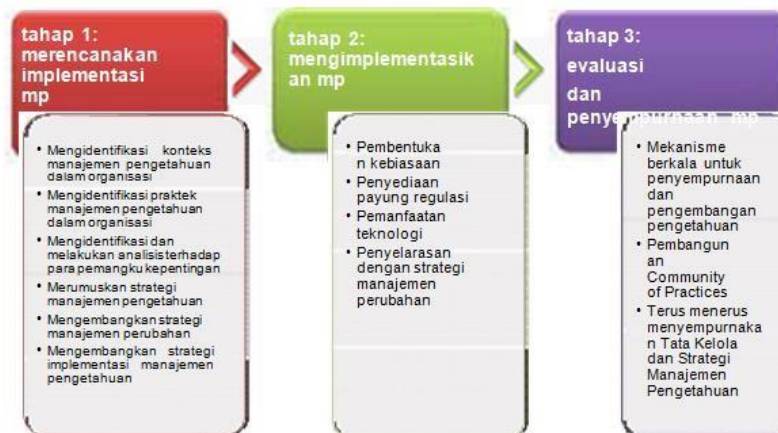 tahap 1:
merencanakan
implementasi
mp
• Mengidentifikasi konteks
manajemen pengetahuan
dalam organisasi
• Mengidentifikasi praktek
manajemen pengetahuan
dalam organisasi
• Mengidentifikasi dan
melakukan analisis terhadap
para pemangku kepentingan
• Merumuskan strategi
manajemen pengetahuan
• Mengembangkan strategi
manajemen perubahan
• Mengembangkan strategi
implementasi manajemen
pengetahuan
tahap 2:
mengimplementasik
an mp
• Pembentuka
n kebiasaan
• Penyediaan
payung regulasi
• Pemanfaatan
teknologi
• Penyelarasan
dengan strategi
manajemen
perubahan
tahap 3:
evaluasi
dan
penyempurnaan mp
• Mekanisme
berkala untuk
penyempurnaan
dan
pengembangan
pengetahuan
• Pembangun
an
Community
of Practices
• Terus menerus
menyempurnaka
n Tata Kelola
dan Strategi
Manajemen
Pengetahuan